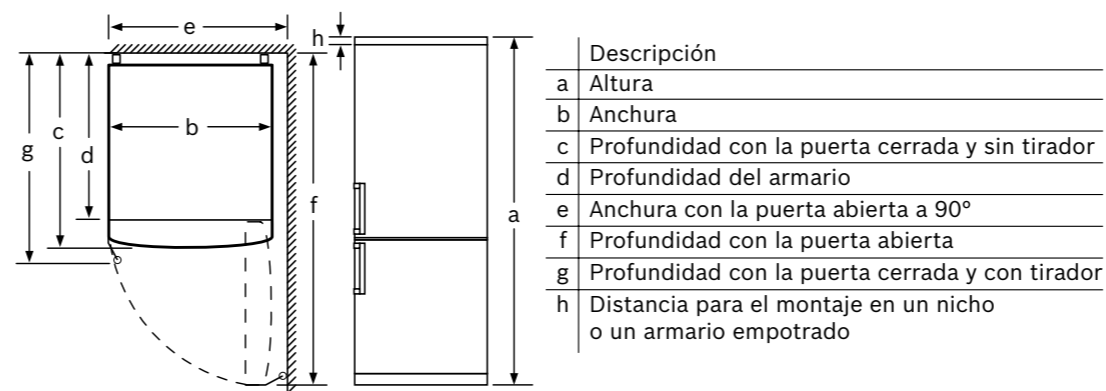 e
h
g
c
d
b
f
a
Descripción
a Altura
b Anchura
c Profundidad con la puerta cerrada y sin tirador
d Profundidad del armario
e Anchura con la puerta abierta a 90°
f Profundidad con la puerta abierta
g Profundidad con la puerta cerrada y con tirador
h Distancia para el montaje en un nicho
o un armario empotrado